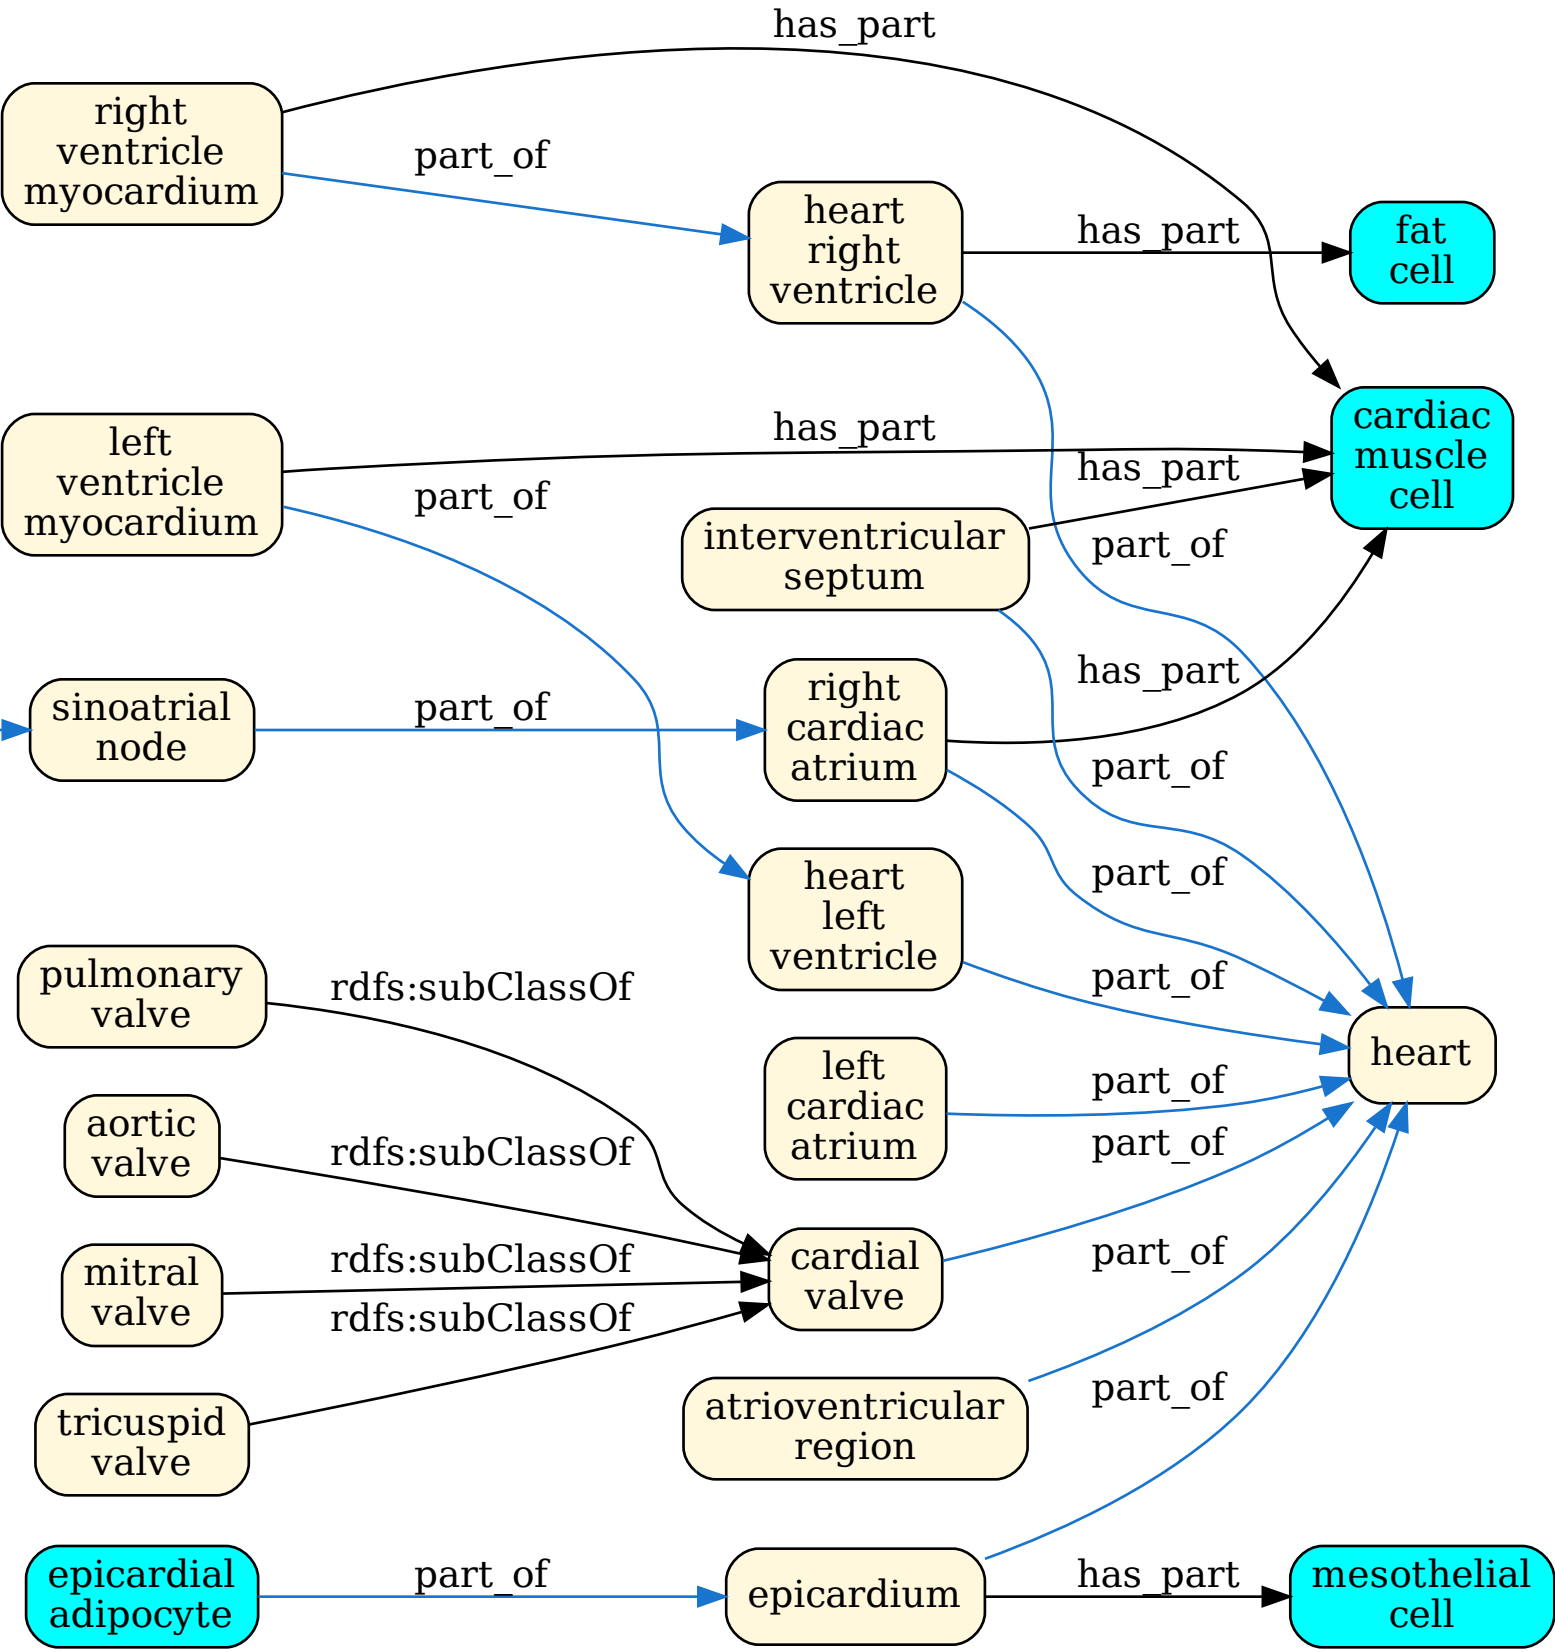 has_part
right
ventricle
myocardium
part_of
heart
right
ventricle
has_part
fat
cell
left
ventricle
myocardium
has_part
part_of
has_part
cardiac
muscle
cell
interventricular
septum
part_of
sinoatrial
node
part_of
right
cardiac
atrium
has_part
part_of
heart
left
ventricle
part_of
pulmonary
valve
rdfs:subClassOf
part_of
heart
left
cardiac
atrium
part_of
aortic
valve
rdfs:subClassOf
part_of
mitral
valve
rdfs:subClassOf
cardial
valve
part_of
rdfs:subClassOf
tricuspid
valve
atrioventricular
region
part_of
epicardial
adipocyte
part_of
epicardium
has_part
mesothelial
cell